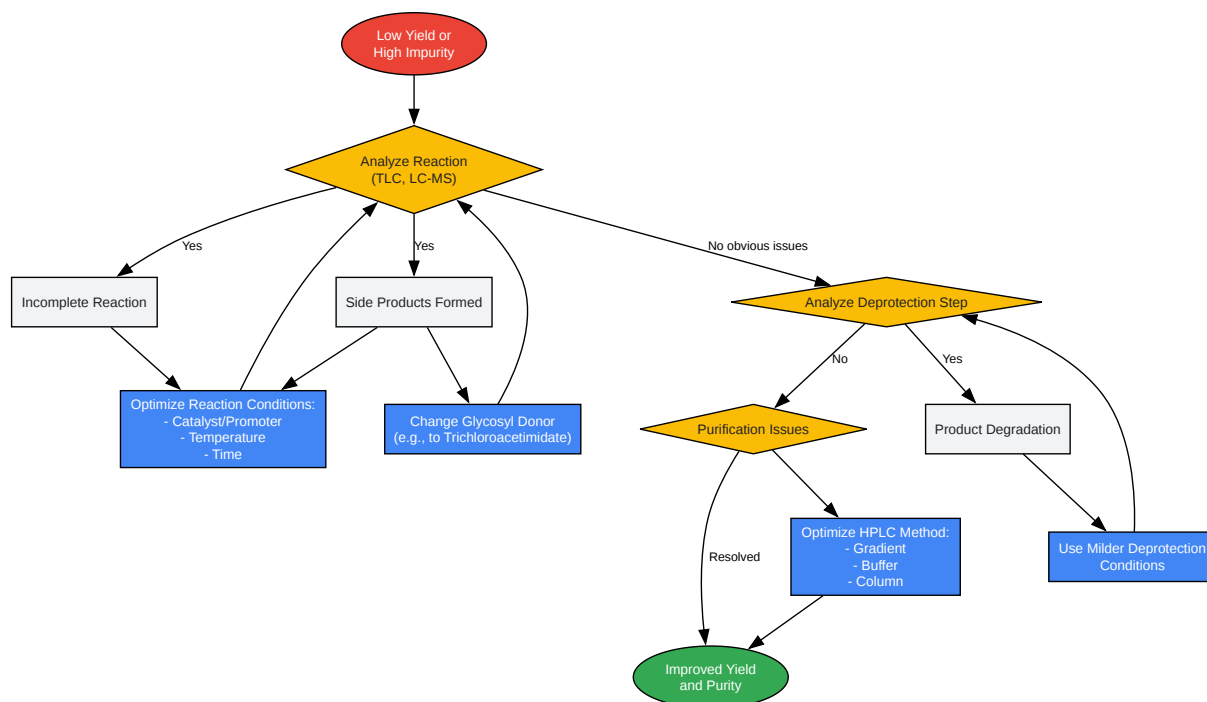 Low Yield or
High Impurity
Analyze Reaction
(TLC, LC-MS)
Yes
Yes
No obvious issues
Incomplete Reaction
Side Products Formed
Analyze Deprotection Step
No
Yes
Optimize Reaction Conditions:
- Catalyst/Promoter
- Temperature
- Time
Change Glycosyl Donor
(e.g., to Trichloroacetimidate)
Purification Issues
Product Degradation
Resolved
Optimize HPLC Method:
- Gradient
- Buffer
- Column
Use Milder Deprotection
Conditions
Improved Yield
and Purity